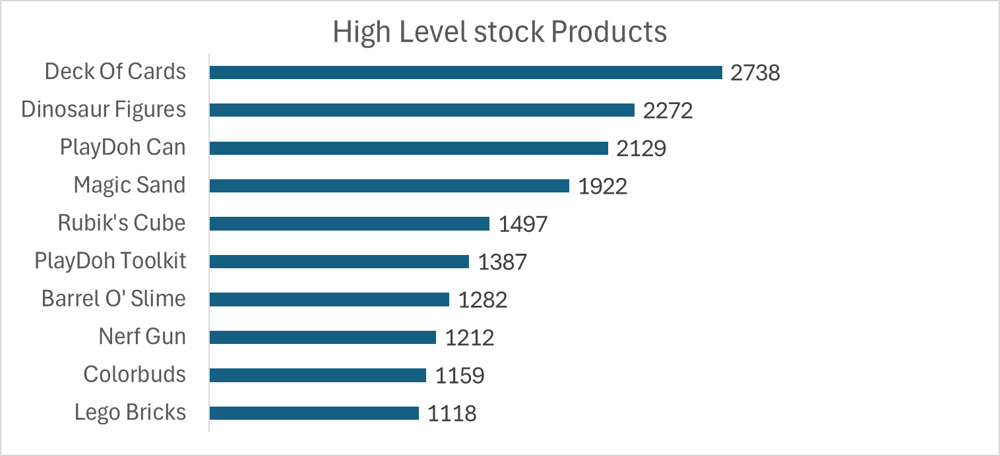 High Level stock Products
Deck Of Cards 2738
Dinosaur Figures 2272
PlayDoh Can 2129
Magic Sand 1922
Rubik's Cube 1497
PlayDoh Toolkit 1387
Barrel O' Slime 1282
Nerf Gun 1212
Colorbuds 1159
Lego Bricks 1118